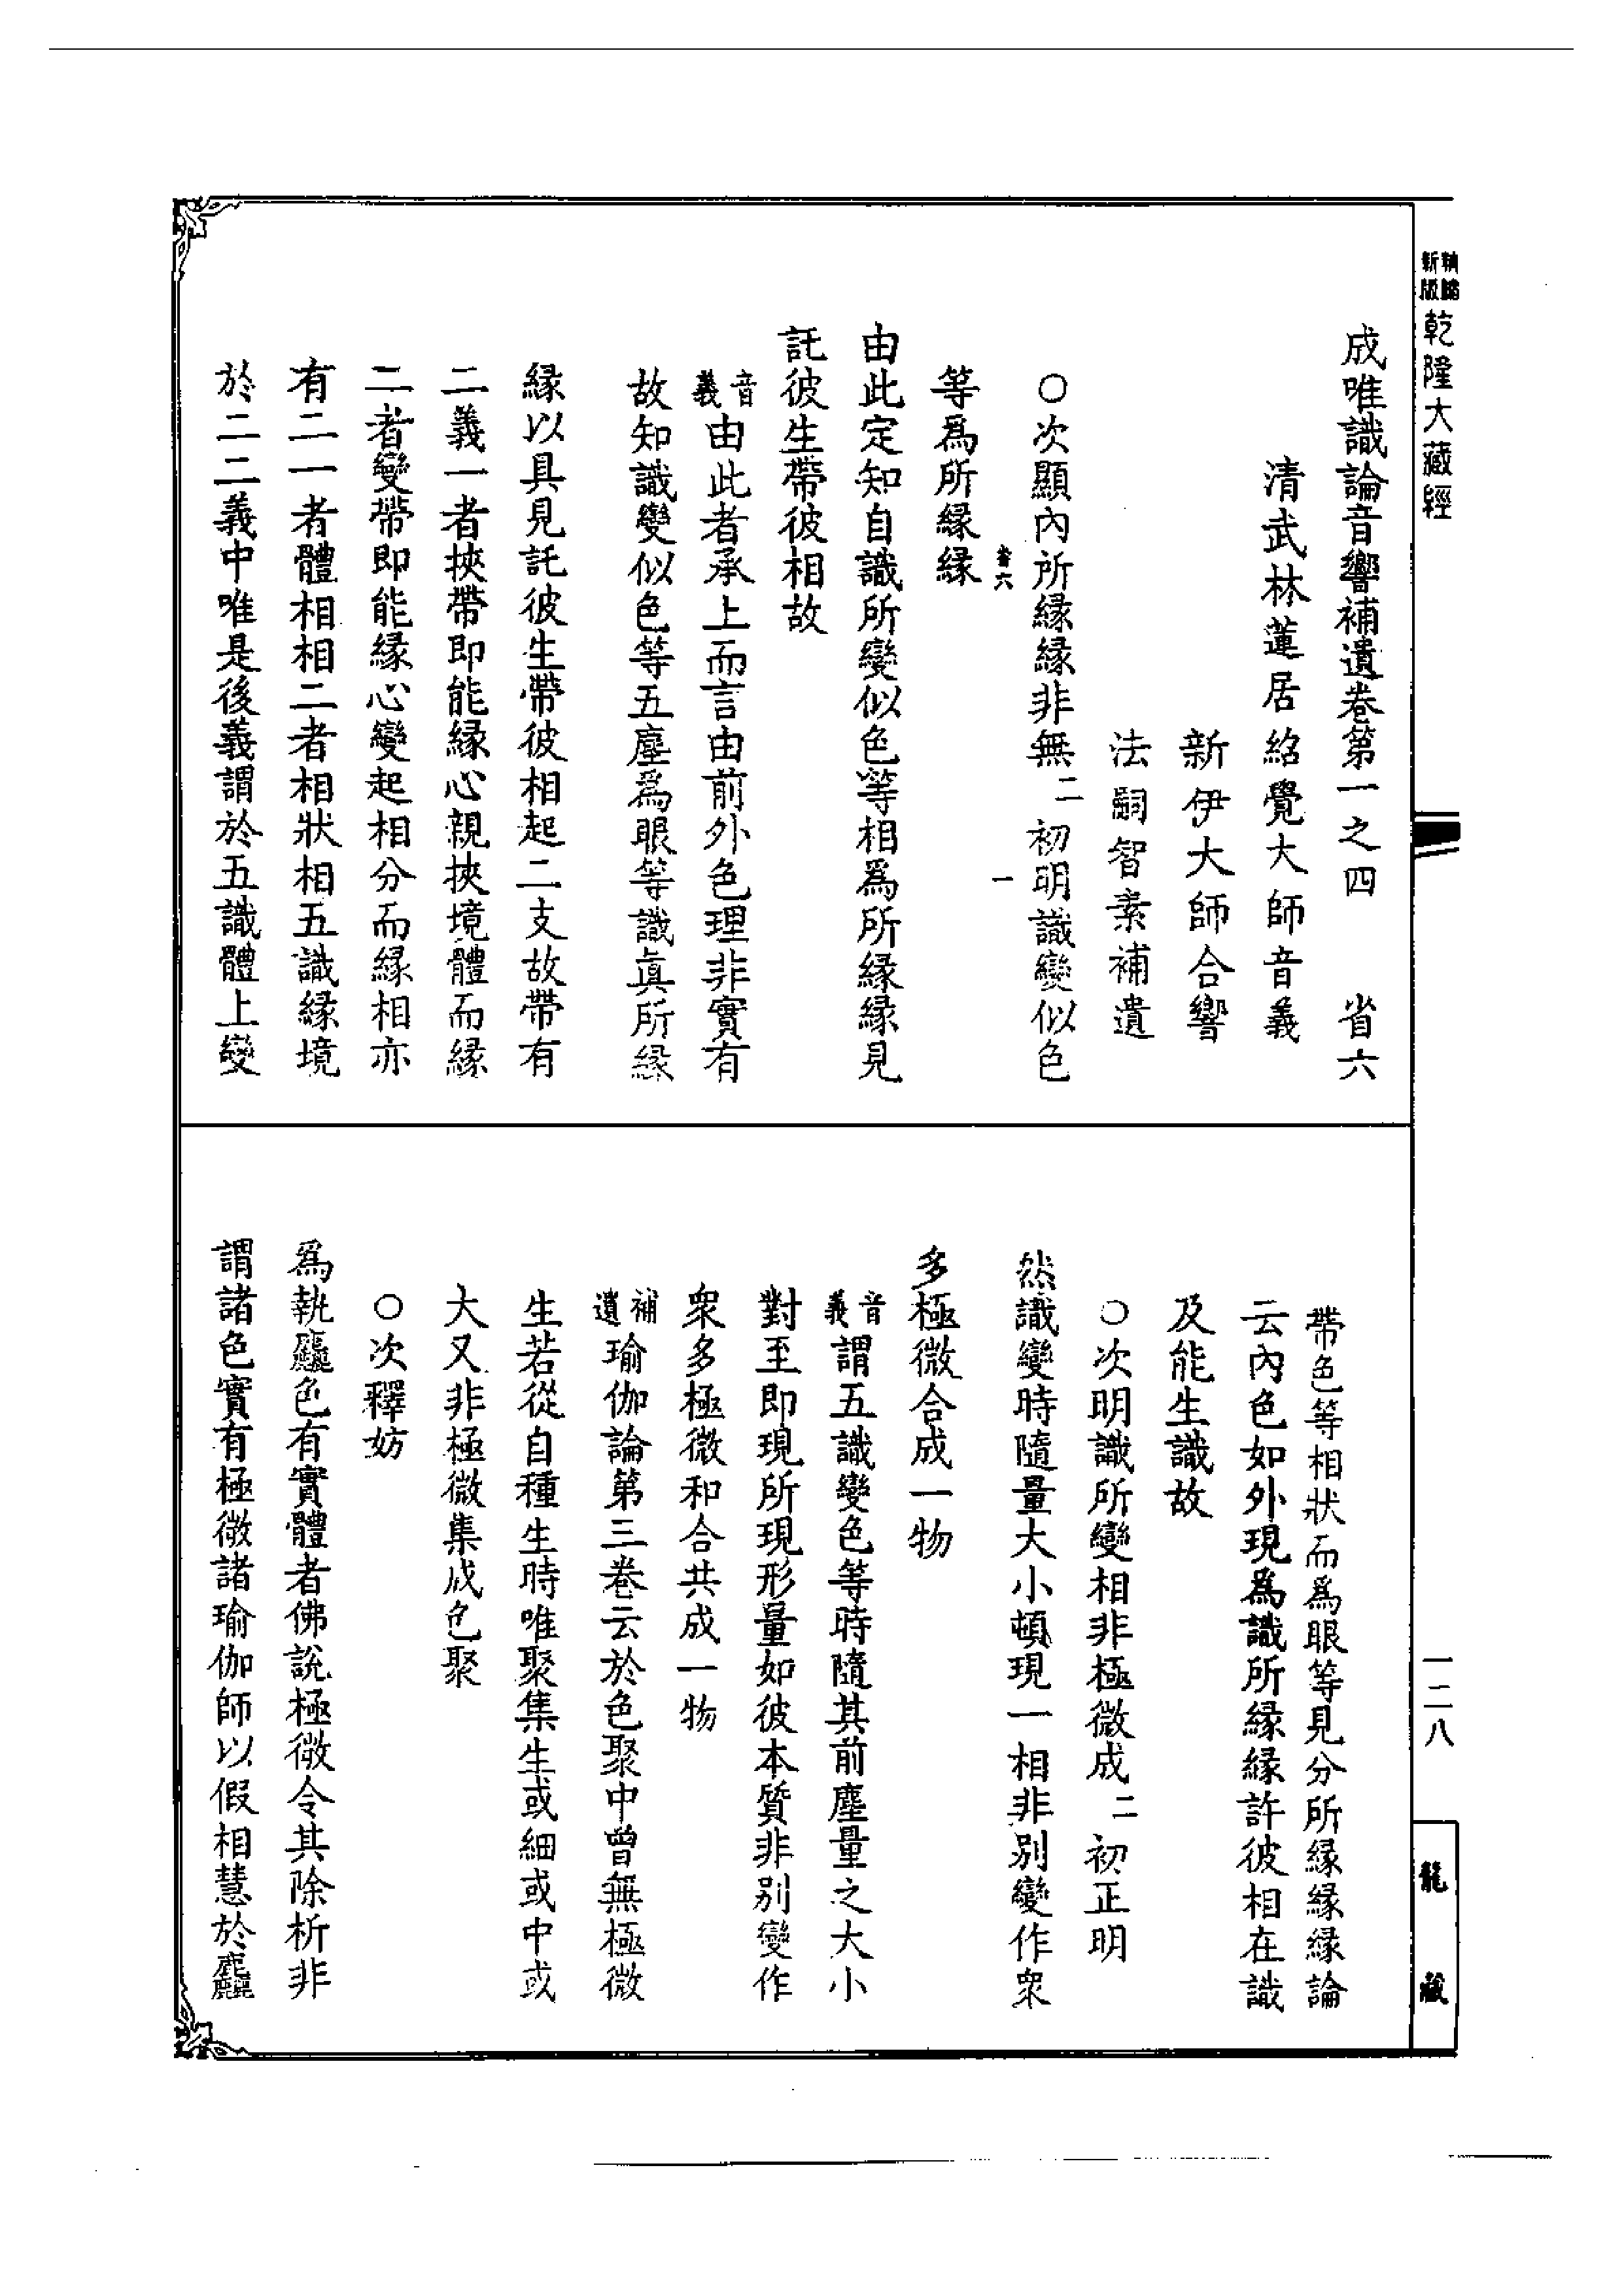 新版
乾隆大藏經
成唯識論音響補遺卷第一之四　省六
清武林蓮居紹覺大師音義
新伊大師合響
法嗣智素補遺
○次顯內所緣緣非無二初明識變似色
省六　一
等爲所緣緣
由此定知自識所變似色等相爲所緣緣見
託彼生帶彼相故
音義由此者承上而言由前外色理非實有
故知識變似色等五塵爲眼等識眞所緣
緣以具見託彼生帶彼相起二支故帶有
二義一者挾帶即能緣心親挾境體而緣
二者變帶即能緣心變起相分而緣相亦
有二一者體相相二者相狀相五識緣境
於二二義中唯是後義謂於五識體上變
帶色等相狀而爲眼等見分所緣緣緣論
云內色如外現爲識所緣緣許彼相在識
及能生識故
○次明識所變相非極微成二初正明
然識變時隨量大小頓現一相非別變作衆
多極微合成一物
音義謂五識變色等時隨其前塵量之大小
對至即現所現形量如彼本質非別變作
衆多極微和合共成一物
補遺瑜伽論第三卷云於色聚中曾無極微
生若從自種生時唯聚集生或細或中或
大又非極微集成色聚
○次釋妨
爲執麤色有實體者佛說極微令其除析非
謂諸色實有極微諸瑜伽師以假相慧於麤
一二八
龍藏